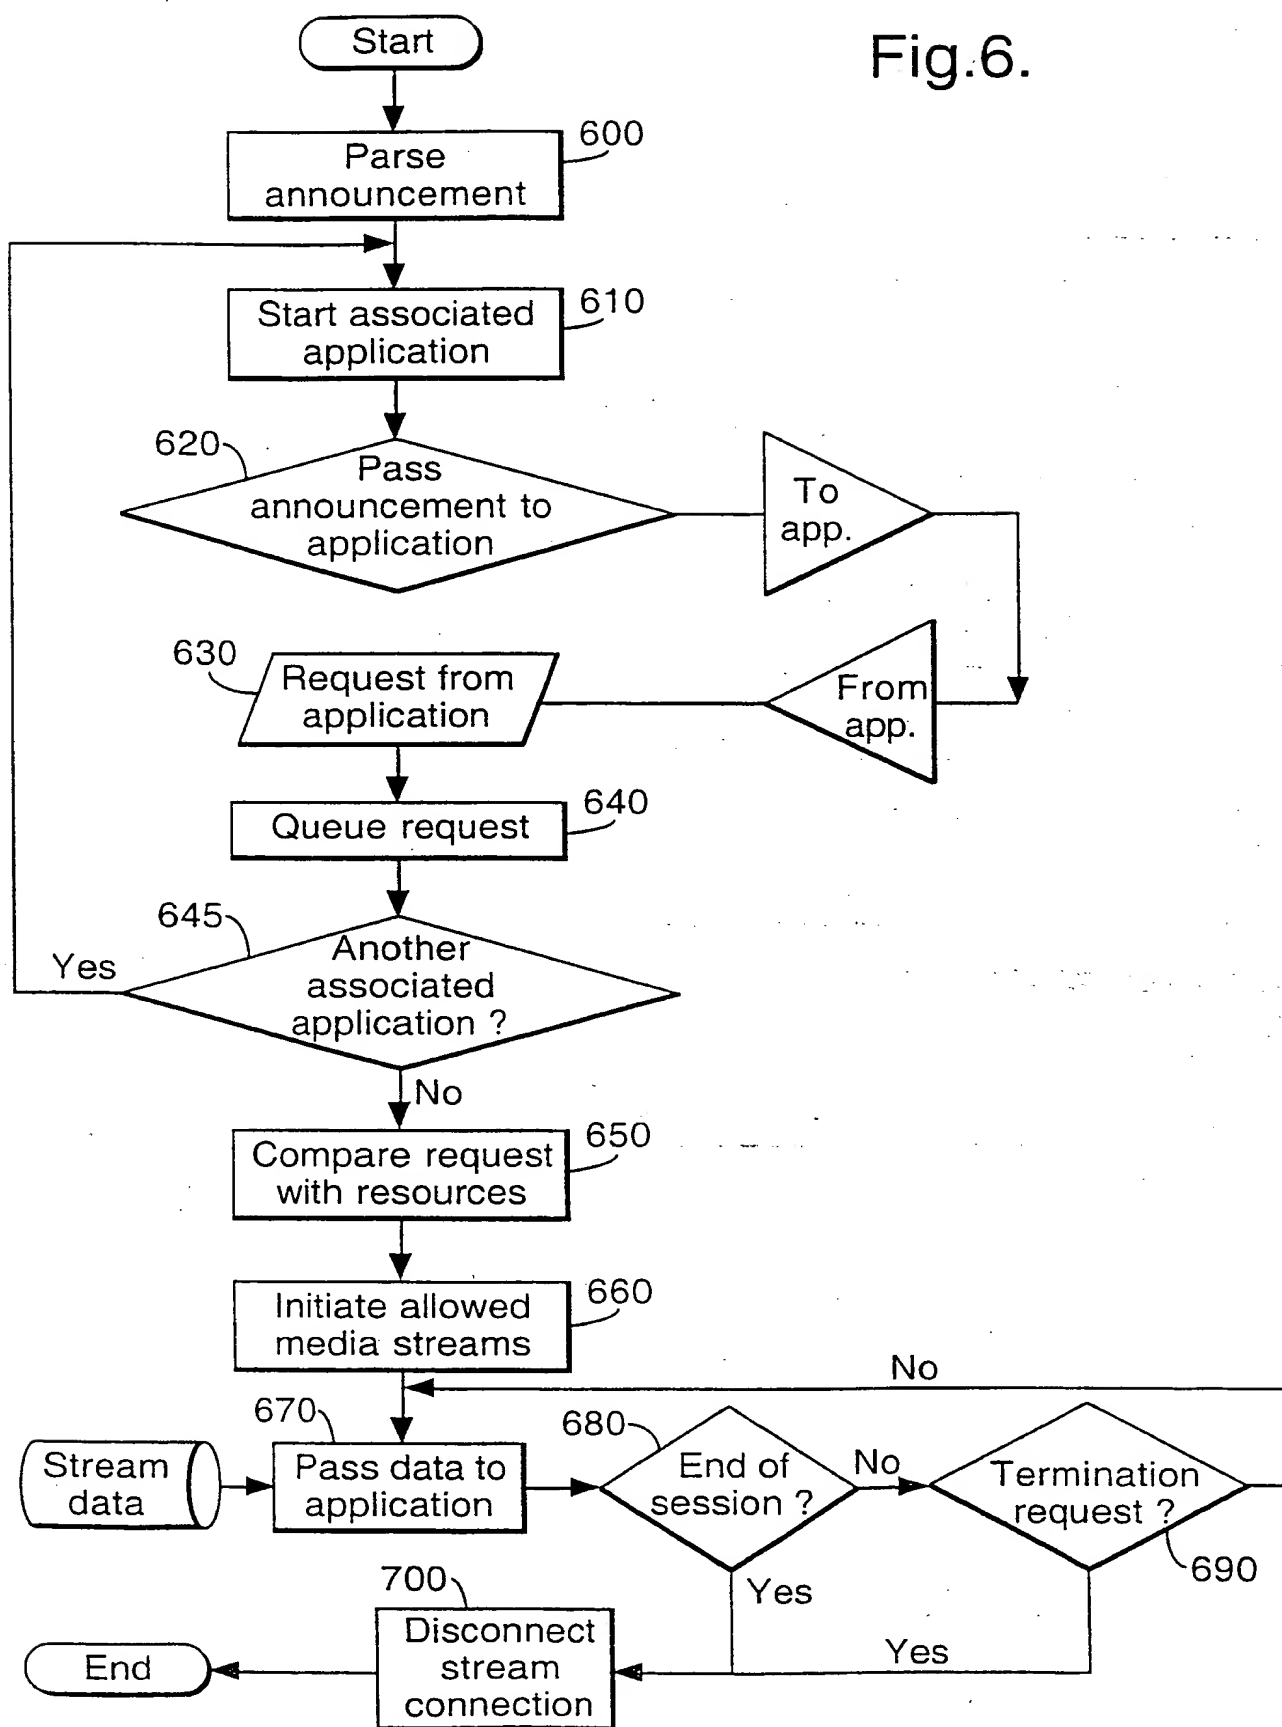 Start
Fig.6.
600
Parse
announcement
610
Start associated
application
620
Pass
announcement to
application
To
app.
630
Request from
application
From
app.
640
Queue request
645
Another
associated
application ?
Yes
No
650
Compare request
with resources
660
Initiate allowed
media streams
No
670
Stream
data
Pass data to
application
680
End of
session ?
No
Termination
request ?
690
Yes
700
Disconnect
stream
connection
Yes
End